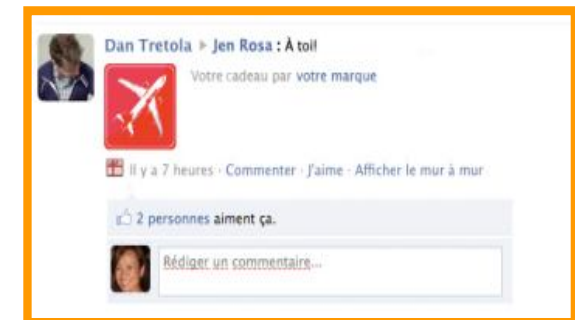 Dan Tretola ▸ Jen Rosa : À toi!
Votre cadeau par votre marque
Il y a 7 heures · Commenter · J'aime · Afficher le mur à mur
2 personnes aiment ça.
Rédiger un commentaire...